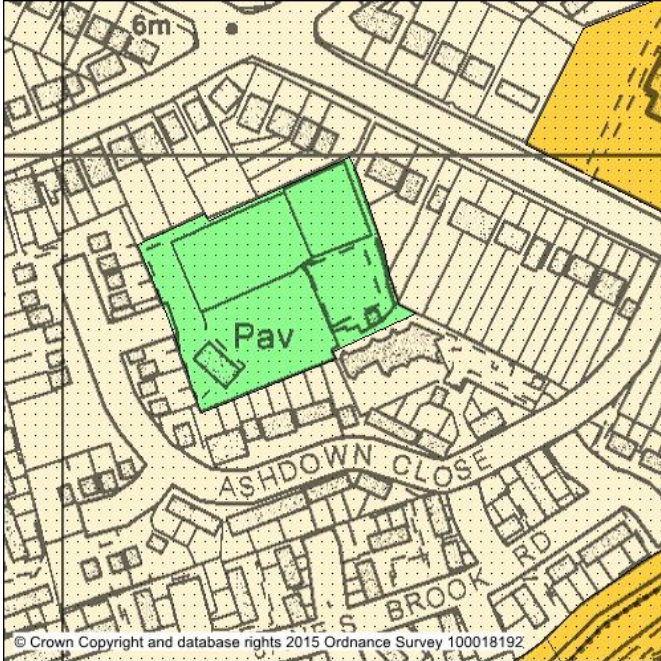 6m
Pav
ASHDOWN CLOSE
BROOK RD
© Crown Copyright and database rights 2015 Ordnance Survey 100018192